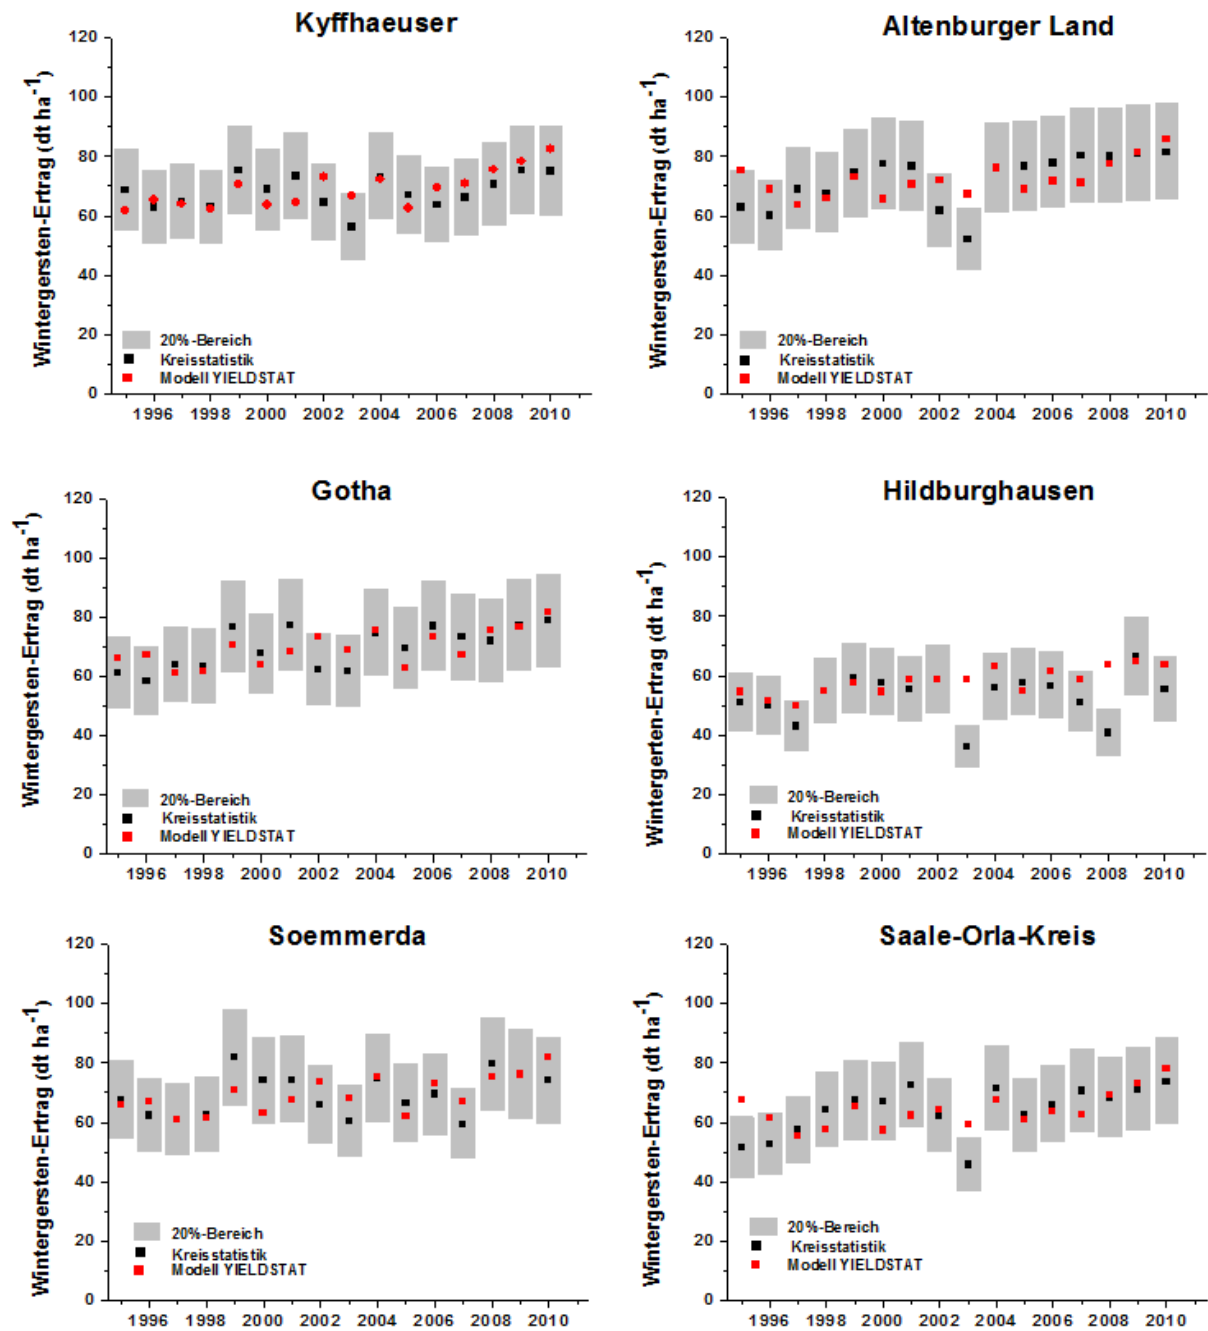 Kyffhaeuser
Wintergersten-Ertrag (dt ha-1)
120
100
80
60
40
20
0
20%-Bereich
Kreisstatistik
Modell YIELDSTAT
1996 1998 2000 2002 2004 2006 2008 2010
Altenburger Land
Wintergersten-Ertrag (dt ha-1)
120
100
80
60
40
20
0
20%-Bereich
Kreisstatistik
Modell YIELDSTAT
1996 1998 2000 2002 2004 2006 2008 2010
Gotha
Wintergersten-Ertrag (dt ha-1)
120
100
80
60
40
20
0
20%-Bereich
Kreisstatistik
Modell YIELDSTAT
1996 1998 2000 2002 2004 2006 2008 2010
Hildburghausen
Wintergerten-Ertrag (dt ha-1)
120
100
80
60
40
20
0
20%-Bereich
Kreisstatistik
Modell YIELDSTAT
1996 1998 2000 2002 2004 2006 2008 2010
Soemmerda
Wintergersten-Ertrag (dt ha-1)
120
100
80
60
40
20
0
20%-Bereich
Kreisstatistik
Modell YIELDSTAT
1996 1998 2000 2002 2004 2006 2008 2010
Saale-Orla-Kreis
Wintergersten-Ertrag (dt ha-1)
120
100
80
60
40
20
0
20%-Bereich
Kreisstatistik
Modell YIELDSTAT
1996 1998 2000 2002 2004 2006 2008 2010